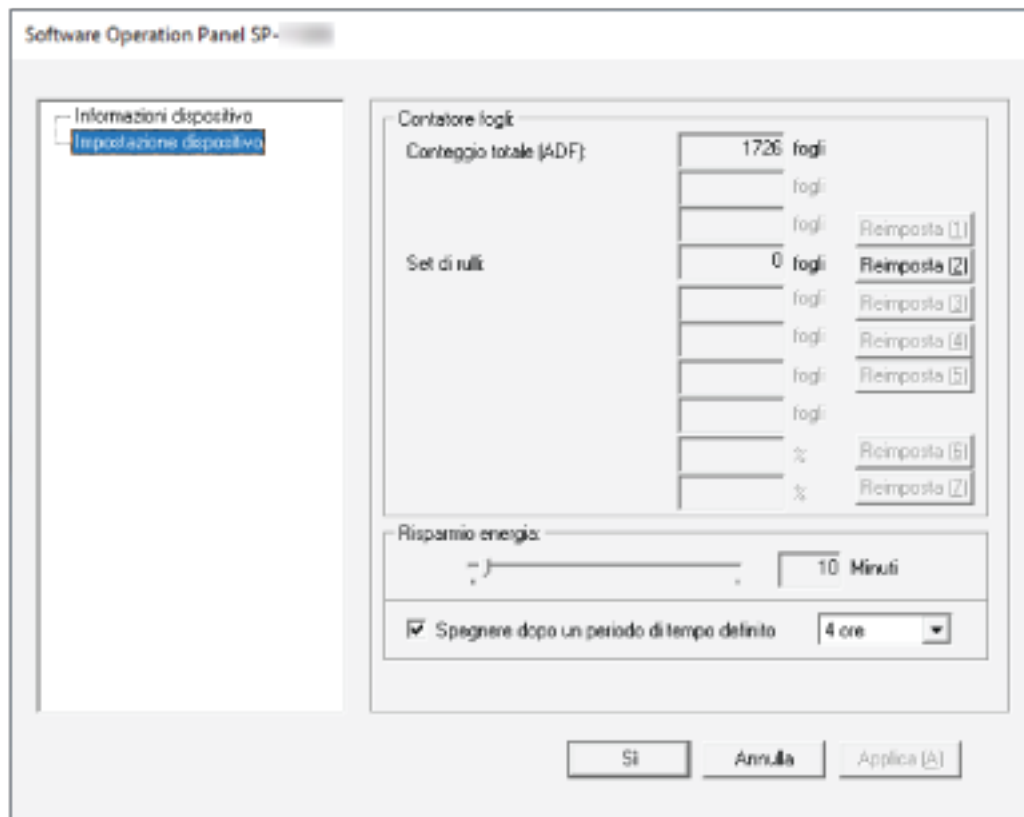 Software Operation Panel SP-
Informazioni dispositivo
Impostazione dispositivo
Contatore fogli:
Conteggio totale (ADF): 1726 fogli
fogli
fogli Reimposta (1)
Set di rulli: 0 fogli Reimposta (2)
fogli Reimposta (3)
fogli Reimposta (4)
fogli Reimposta (5)
fogli
% Reimposta (6)
% Reimposta (7)
Risparmio energia:
10 Minuti
Spegnere dopo un periodo di tempo definito 4 ore
Sì Annulla Applica (A)